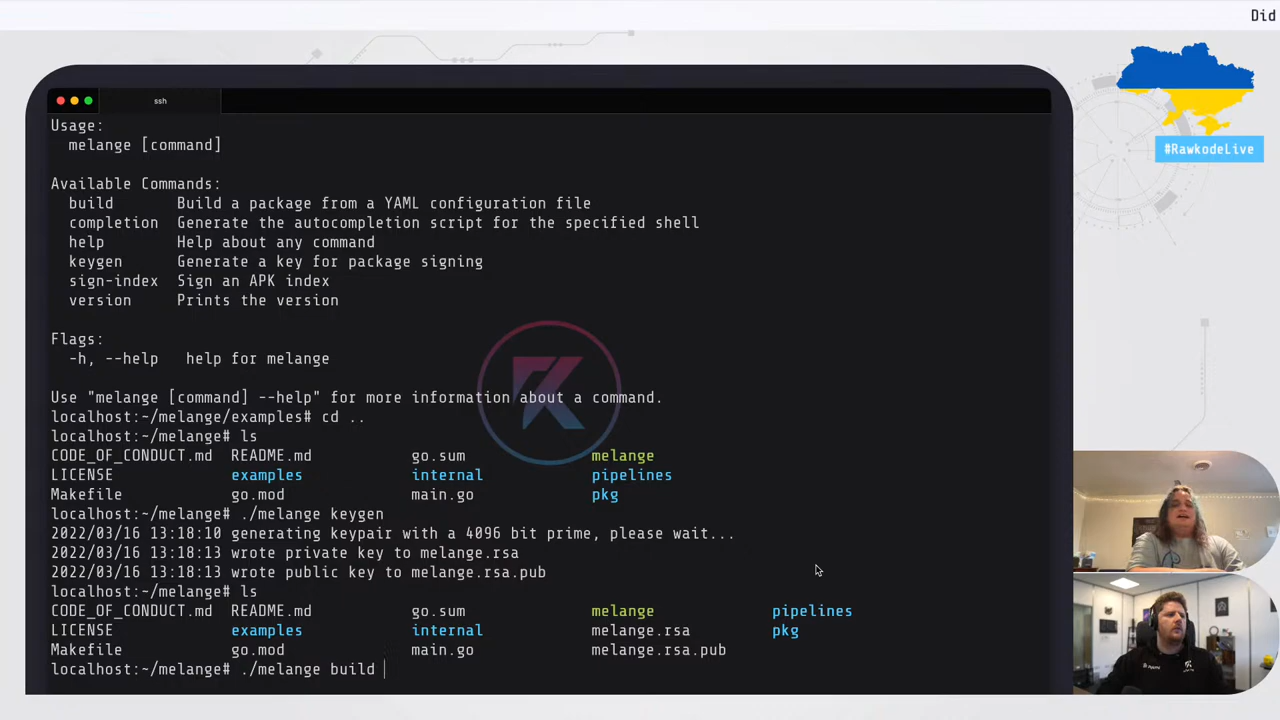 Did
#RawkodeLive
ssh
Usage:
  melange [command]
Available Commands:
  build       Build a package from a YAML configuration file
  completion  Generate the autocompletion script for the specified shell
  help        Help about any command
  keygen      Generate a key for package signing
  sign-index  Sign an APK index
  version     Prints the version
Flags:
  -h, --help   help for melange
Use "melange [command] --help" for more information about a command.
localhost:~/melange/examples# cd ..
localhost:~/melange# ls
CODE_OF_CONDUCT.md  README.md           go.sum              melange
LICENSE             examples            internal            pipelines
Makefile            go.mod              main.go             pkg
localhost:~/melange# ./melange keygen
2022/03/16 13:18:10 generating keypair with a 4096 bit prime, please wait...
2022/03/16 13:18:13 wrote private key to melange.rsa
2022/03/16 13:18:13 wrote public key to melange.rsa.pub
localhost:~/melange# ls
CODE_OF_CONDUCT.md  README.md           go.sum              melange             pipelines
LICENSE             examples            internal            melange.rsa         pkg
Makefile            go.mod              main.go             melange.rsa.pub
localhost:~/melange# ./melange build